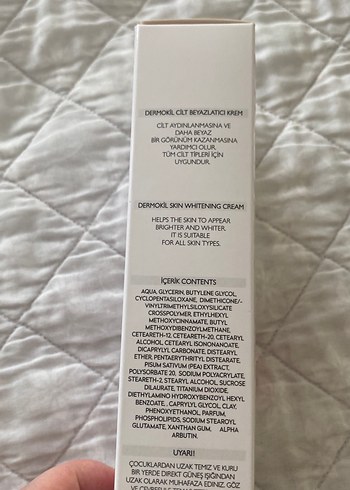 DERMOKİL CİLT BEYAZLATICI KREM
CİLT AYDINLANMASINA VE
DAHA BEYAZ
BİR GÖRÜNÜM KAZANMASINA
YARDIMCI OLUR.
TÜM CİLT TİPLERİ İÇİN
UYGUNDUR.
DERMOKIL SKIN WHITENING CREAM
HELPS THE SKIN TO APPEAR
BRIGHTER AND WHITER.
IT IS SUITABLE
FOR ALL SKIN TYPES.
İÇERİK CONTENTS
AQUA, GLYCERIN, BUTYLENE GLYCOL,
CYCLOPENTASILOXANE, DIMETHICONE/-
VINYLTRIMETHYLSILOXYSILICATE
CROSSPOLYMER, ETHYLHEXYL
METHOXYCINNAMATE, BUTYL
METHOXYDIBENZOYLMETHANE,
CETEARETH-12, CETEARETH-20, CETEARYL
ALCOHOL, CETEARYL ISONONANOATE,
DICAPRYLYL CARBONATE, DISTEARYL
ETHER, PENTAERYTHRITYL DISTEARATE,
PISUM SATIVUM (PEA) EXTRACT,
POLYSORBATE 20, SODIUM POLYACRYLATE,
STEARETH-2, STEARYL ALCOHOL, SUCROSE
DILAURATE, TITANIUM DIOXIDE
DIETHYLAMINO HYDROXYBENZOYL HEXYL
BENZOATE, , CAPRYLYL GLYCOL, CLAY,
PHENOXYETHANOL, PARFUM,
PHOSPHOLIPIDS, SODIUM STEAROYL
GLUTAMATE, XANTHAN GUM, ALPHA
ARBUTIN.
UYARI!
ÇOCUKLARDAN UZAK TEMİZ VE KURU
BİR YERDE DİREKT GÜNEŞ IŞIĞINDAN
UZAK OLARAK MUHAFAZA EDİNİZ. GÖZ